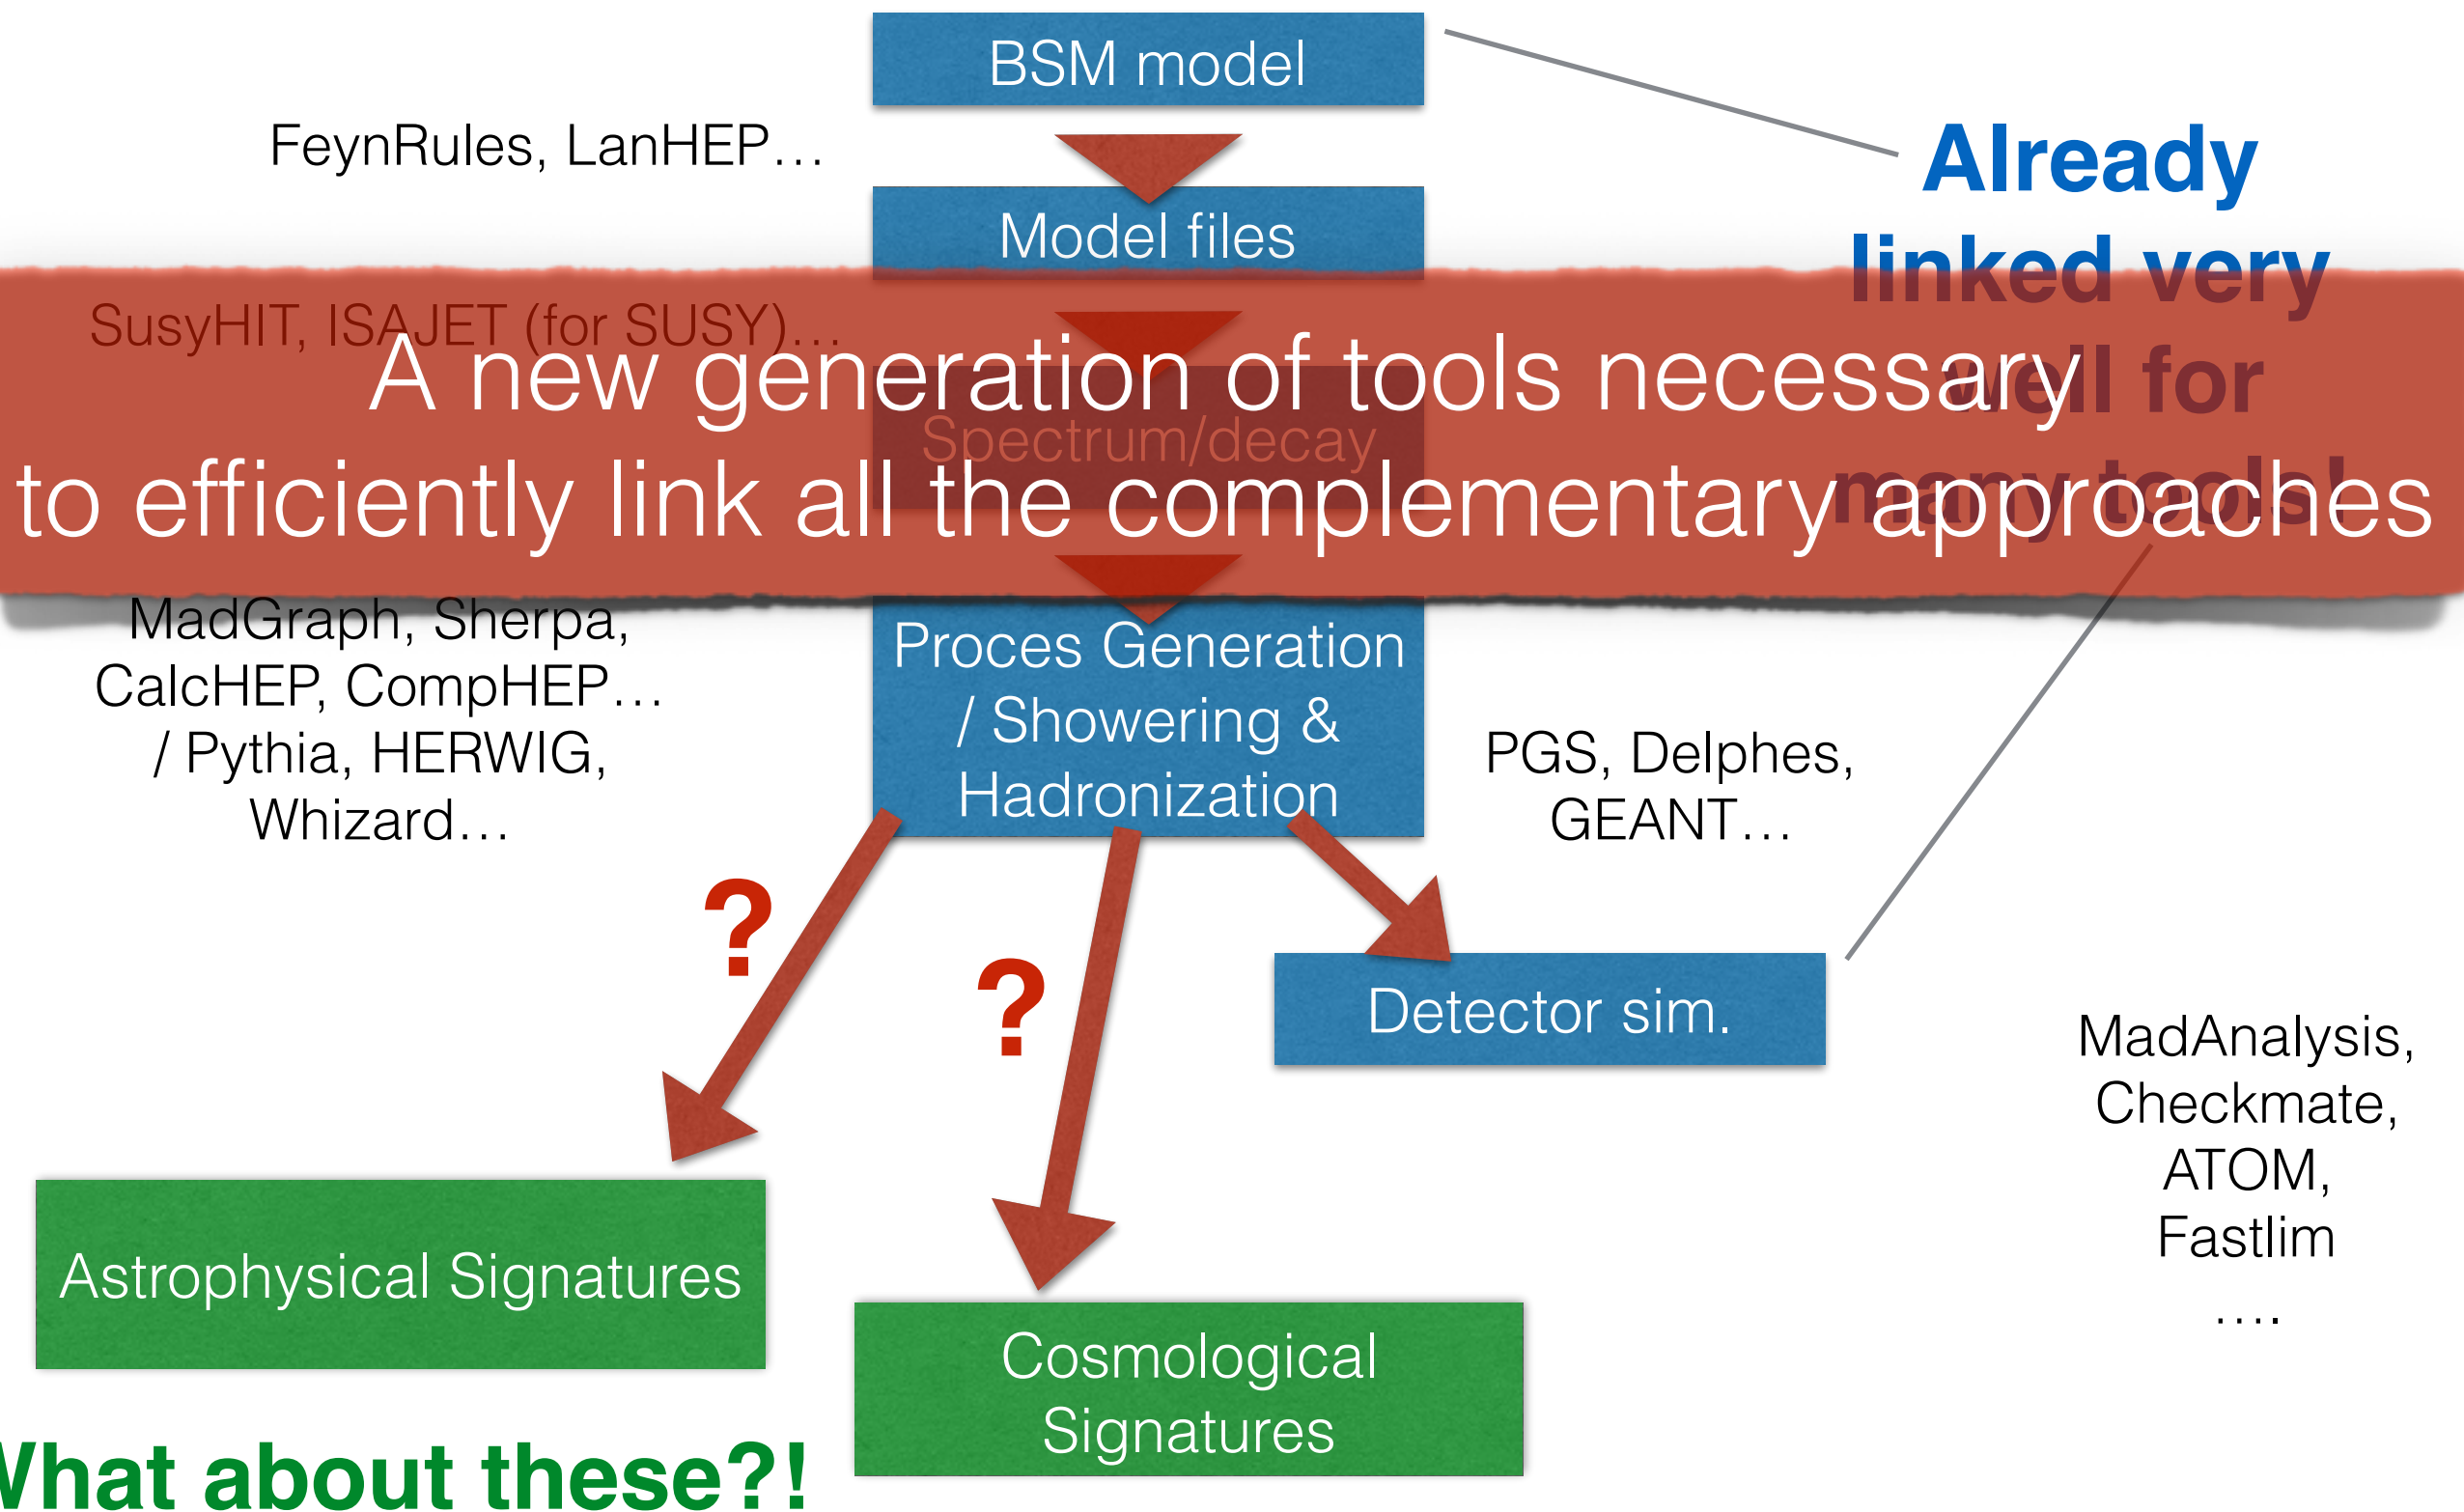 BSM model
FeynRules, LanHEP…
Already
linked very
well for
many tools!
Model files
SusyHIT, ISAJET (for SUSY)…
A new generation of tools necessary
to efficiently link all the complementary approaches
Spectrum/decay
MadGraph, Sherpa,
CalcHEP, CompHEP…
/ Pythia, HERWIG,
Whizard…
Proces Generation
/ Showering &
Hadronization
PGS, Delphes,
GEANT…
?
?
Detector sim.
MadAnalysis,
Checkmate,
ATOM,
Fastlim
….
Astrophysical Signatures
Cosmological
Signatures
What about these?!